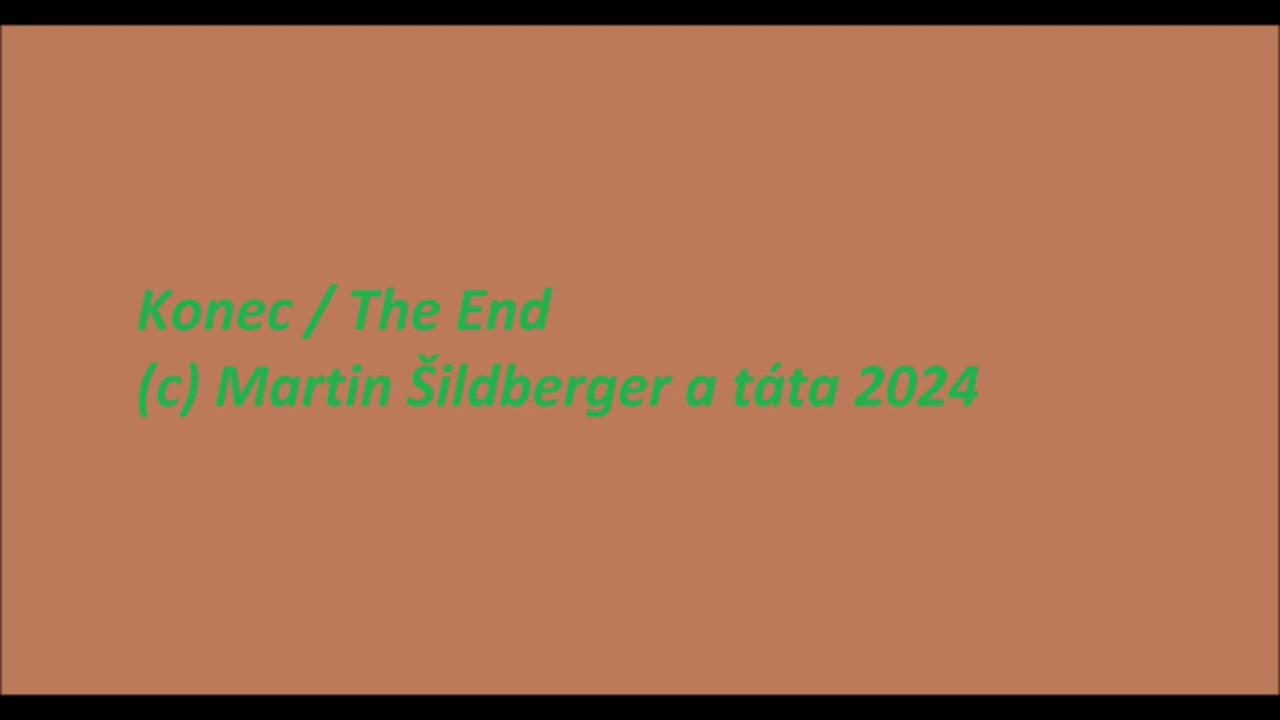 Konec / The End
(c) Martin Šildberger a táta 2024